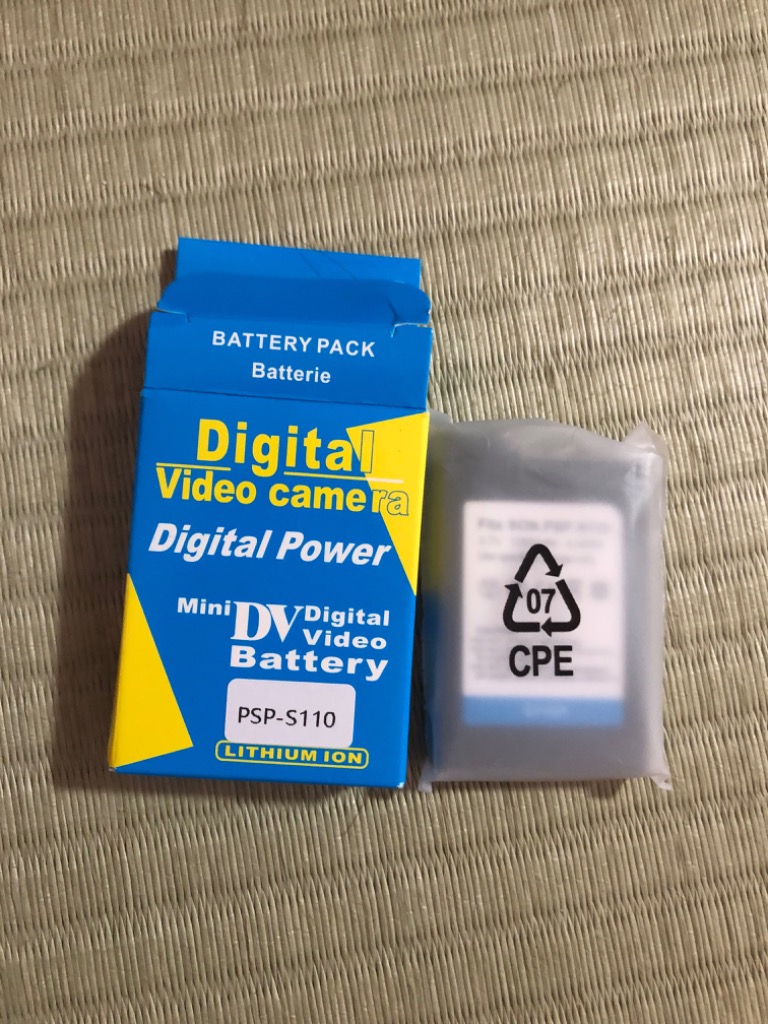 BATTERY PACK
Batterie
Digital
Video camera
Digital Power
Mini DV Digital
Video
Battery
PSP-S110
LITHIUM ION
07
CPE